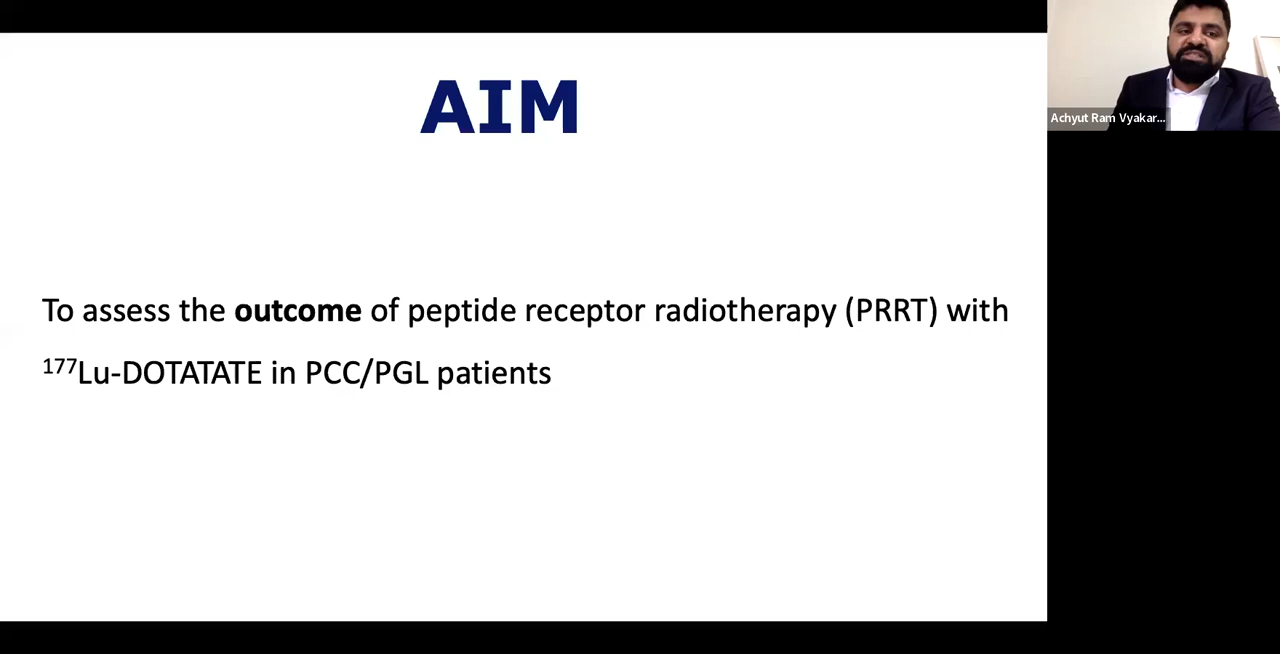 AIM
To assess the outcome of peptide receptor radiotherapy (PRRT) with
¹⁷⁷Lu-DOTATATE in PCC/PGL patients
Achyut Ram Vyakar...